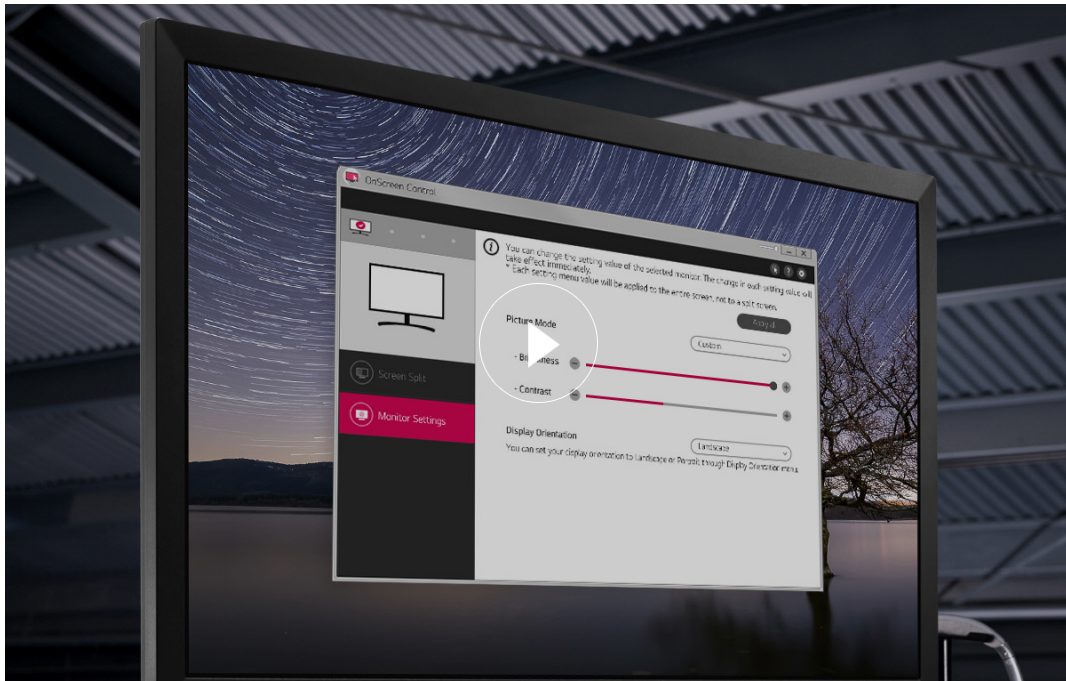 OnScreen Control
You can change the setting value of the selected monitor. The change in each setting value will
take effect immediately.
* Each setting menu value will be applied to the entire screen, not to a split screen.
Apply all
Picture Mode
Custom
- Brightness
- Contrast
Screen Split
Monitor Settings
Display Orientation
Landscape
You can set your display orientation to Landscape or Portrait through Display Orientation menu.